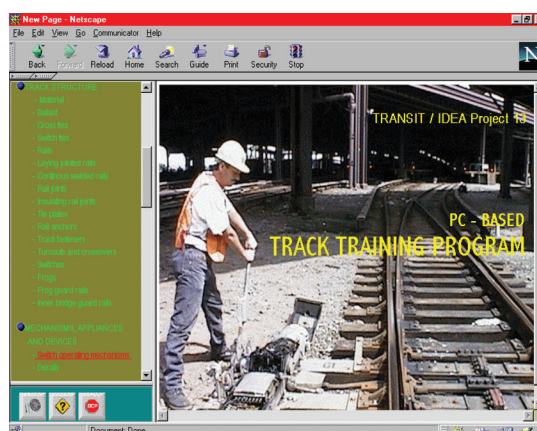 New Page - Netscape
File Edit View Go Communicator Help
Back Forward Reload Home Search Guide Print Security Stop
N
TRACK STRUCTURE
- Material
- Ballast
- Cross ties
- Switch ties
- Rails
- Laying jointed rails
- Continous welded rails
- Rail joints
- Insulating rail joints
- Tie plates
- Rail anchors
- Track fasteners
- Turnouts and crossovers
- Switches
- Frogs
- Frog guard rails
- Inner bridge guard rails
MECHANISMS, APPLIANCES
AND DEVICES
- Switch operating mechanisms
- Derails
TRANSIT / IDEA Project 13
PC - BASED
TRACK TRAINING PROGRAM
Document: Done